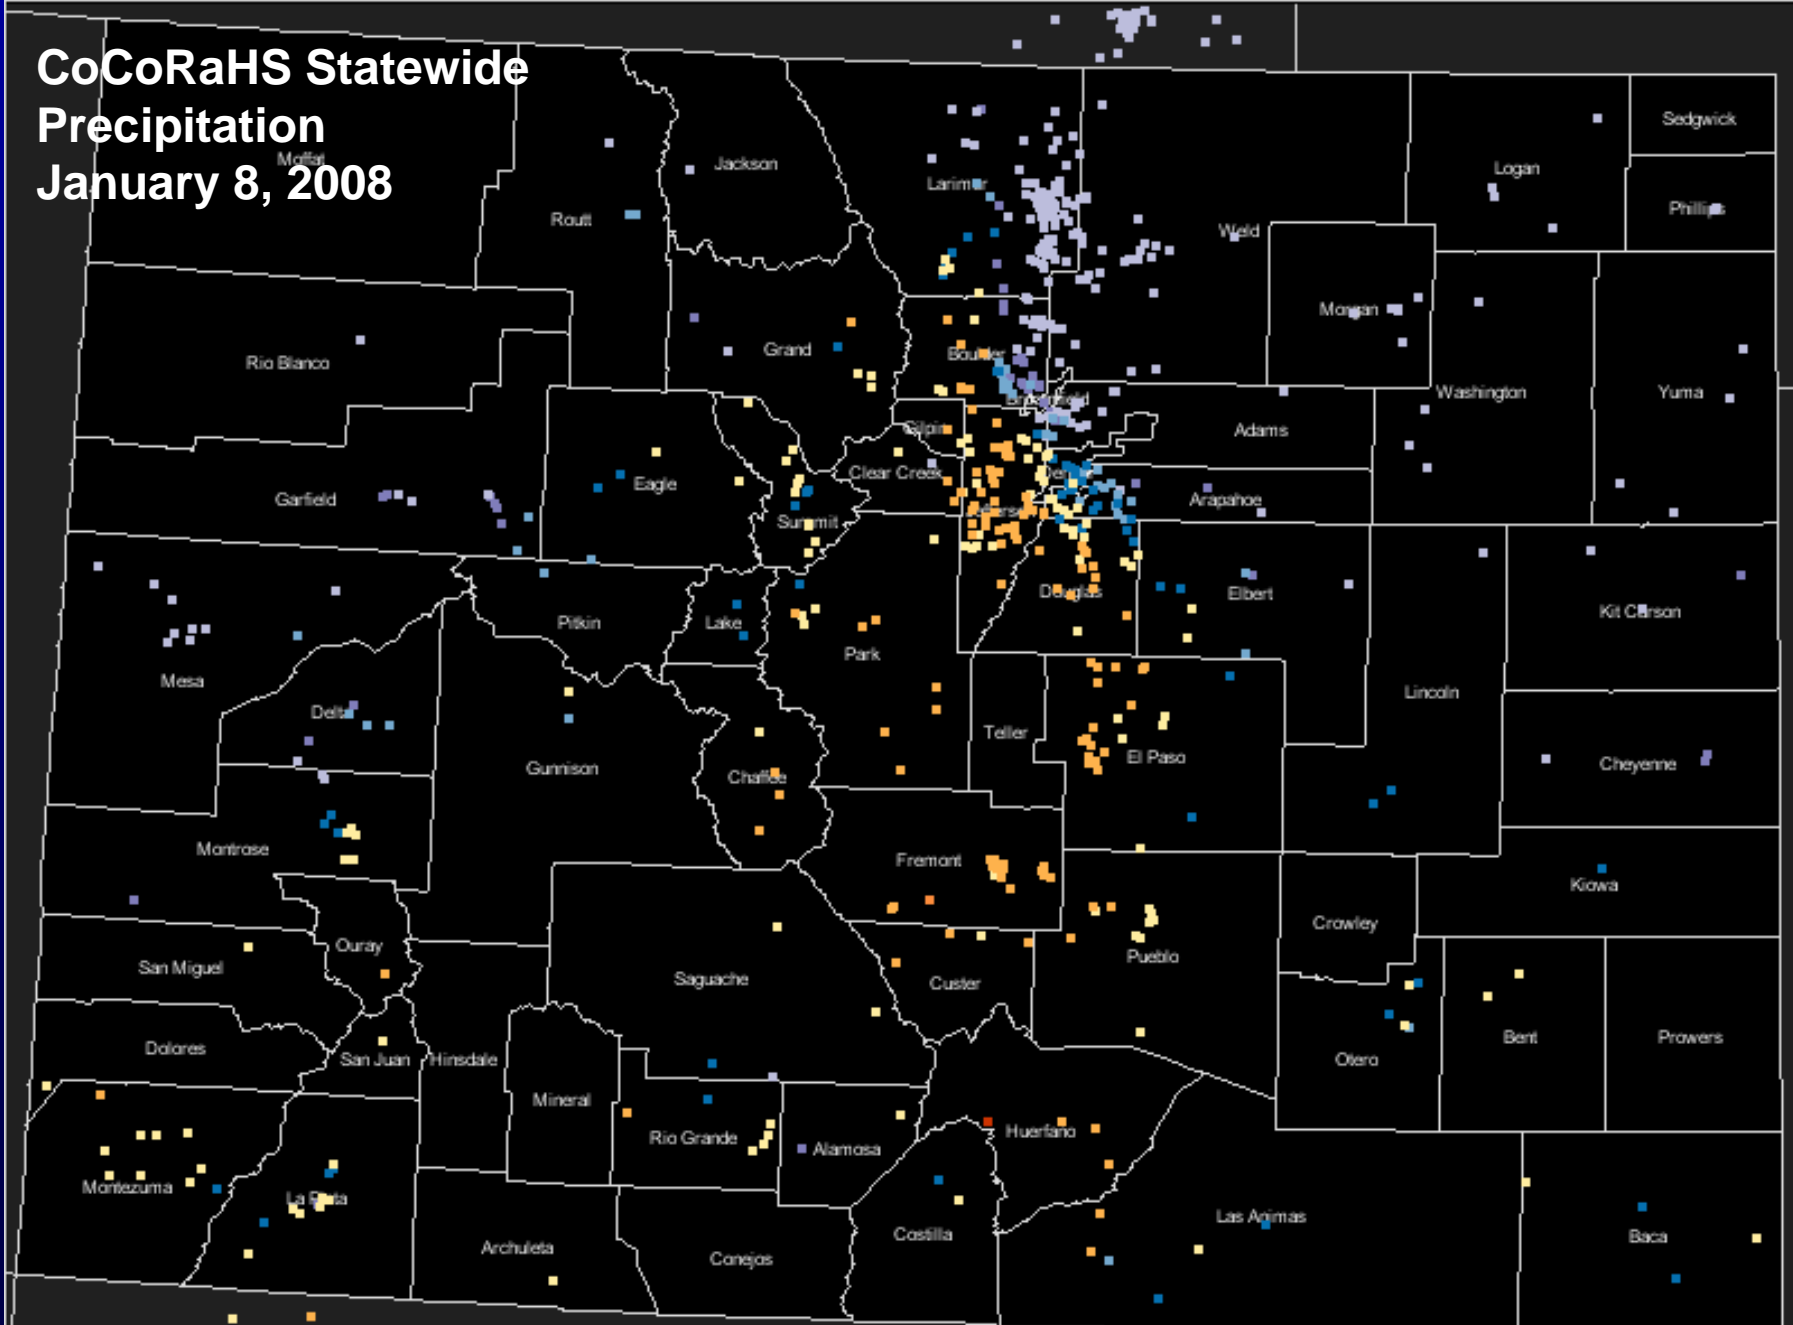 CoCoRaHS Statewide
Precipitation
January 8, 2008
Moffat
Routt
Jackson
Larimer
Weld
Logan
Sedgwick
Phillips
Morgan
Rio Blanco
Grand
Boulder
Broomfield
Washington
Yuma
Gilpin
Adams
Garfield
Eagle
Summit
Clear Creek
Denver
Jefferson
Arapahoe
Mesa
Pitkin
Lake
Park
Douglas
Elbert
Lincoln
Kit Carson
Delta
Gunnison
Chaffee
Teller
El Paso
Cheyenne
Montrose
Fremont
Kiowa
Ouray
San Miguel
Saguache
Custer
Pueblo
Crowley
Dolores
San Juan
Hinsdale
Mineral
Rio Grande
Alamosa
Huerfano
Otero
Bent
Prowers
Montezuma
La Plata
Archuleta
Conejos
Costilla
Las Animas
Baca